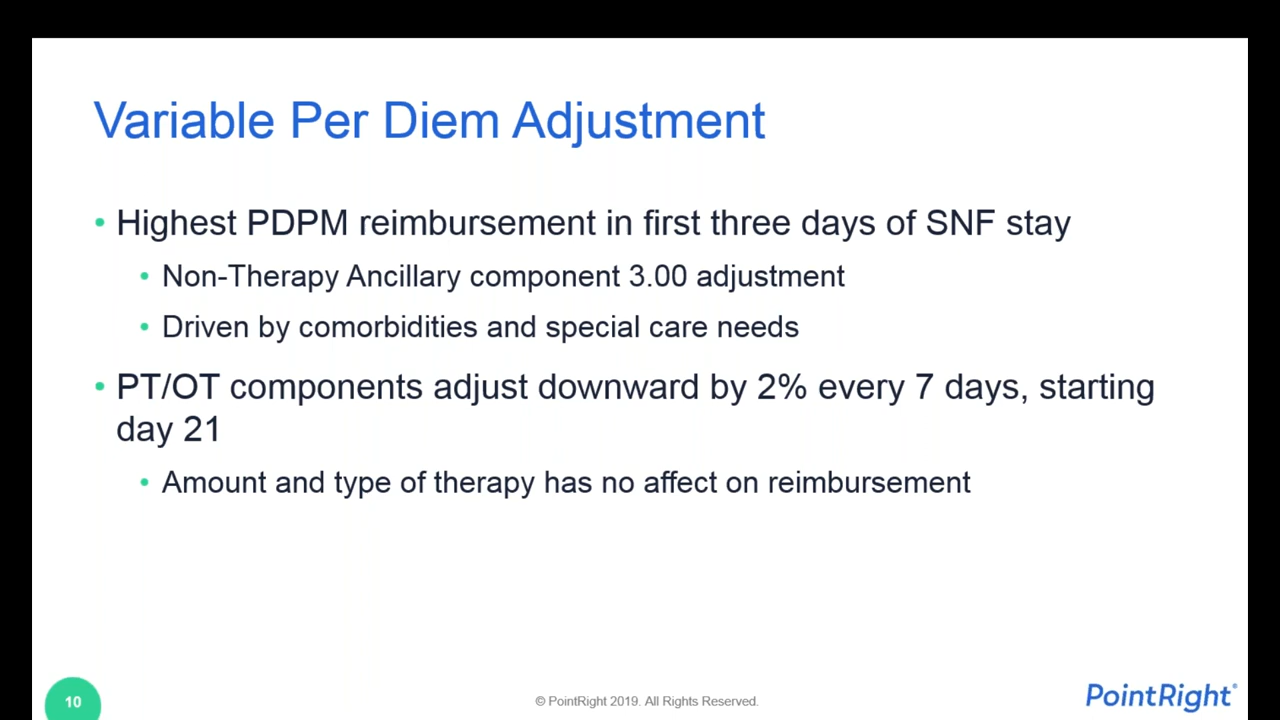 Variable Per Diem Adjustment
• Highest PDPM reimbursement in first three days of SNF stay
• Non-Therapy Ancillary component 3.00 adjustment
• Driven by comorbidities and special care needs
• PT/OT components adjust downward by 2% every 7 days, starting
day 21
• Amount and type of therapy has no affect on reimbursement
10
© PointRight 2019. All Rights Reserved.
PointRight®